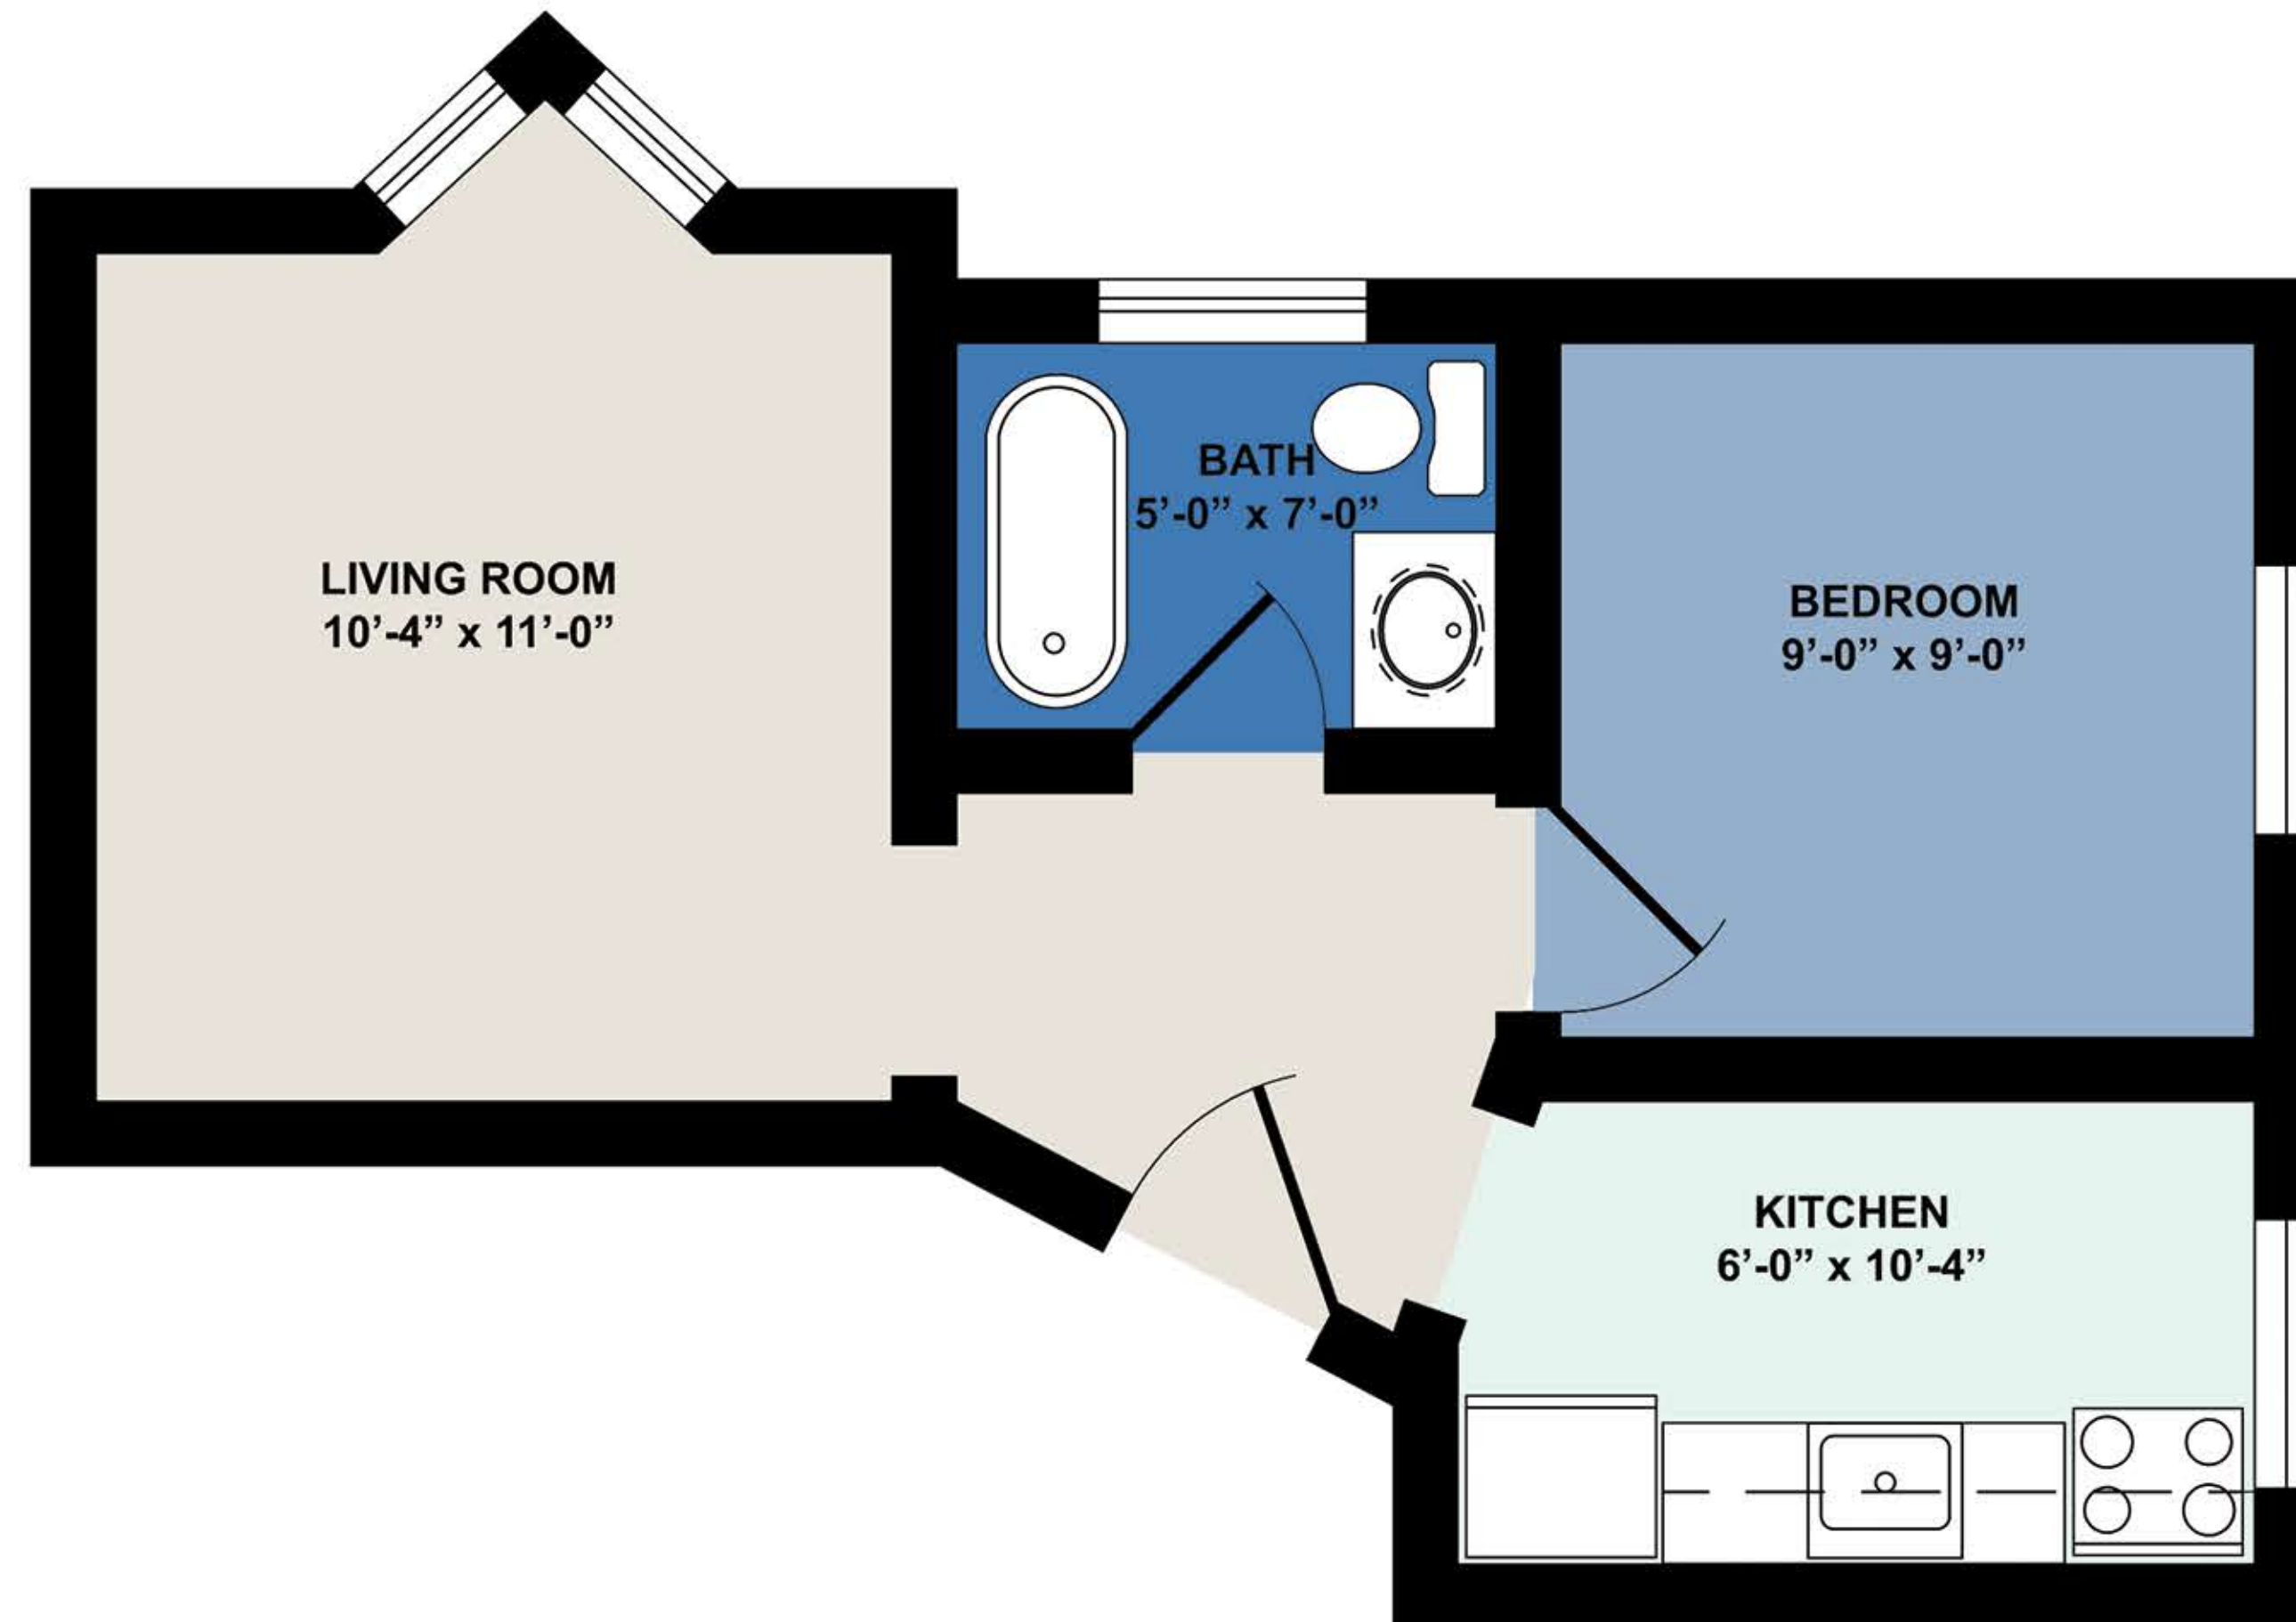 LIVING ROOM
10’-4” x 11’-0”
BATH
5’-0” x 7’-0”
BEDROOM
9’-0” x 9’-0”
KITCHEN
6’-0” x 10’-4”